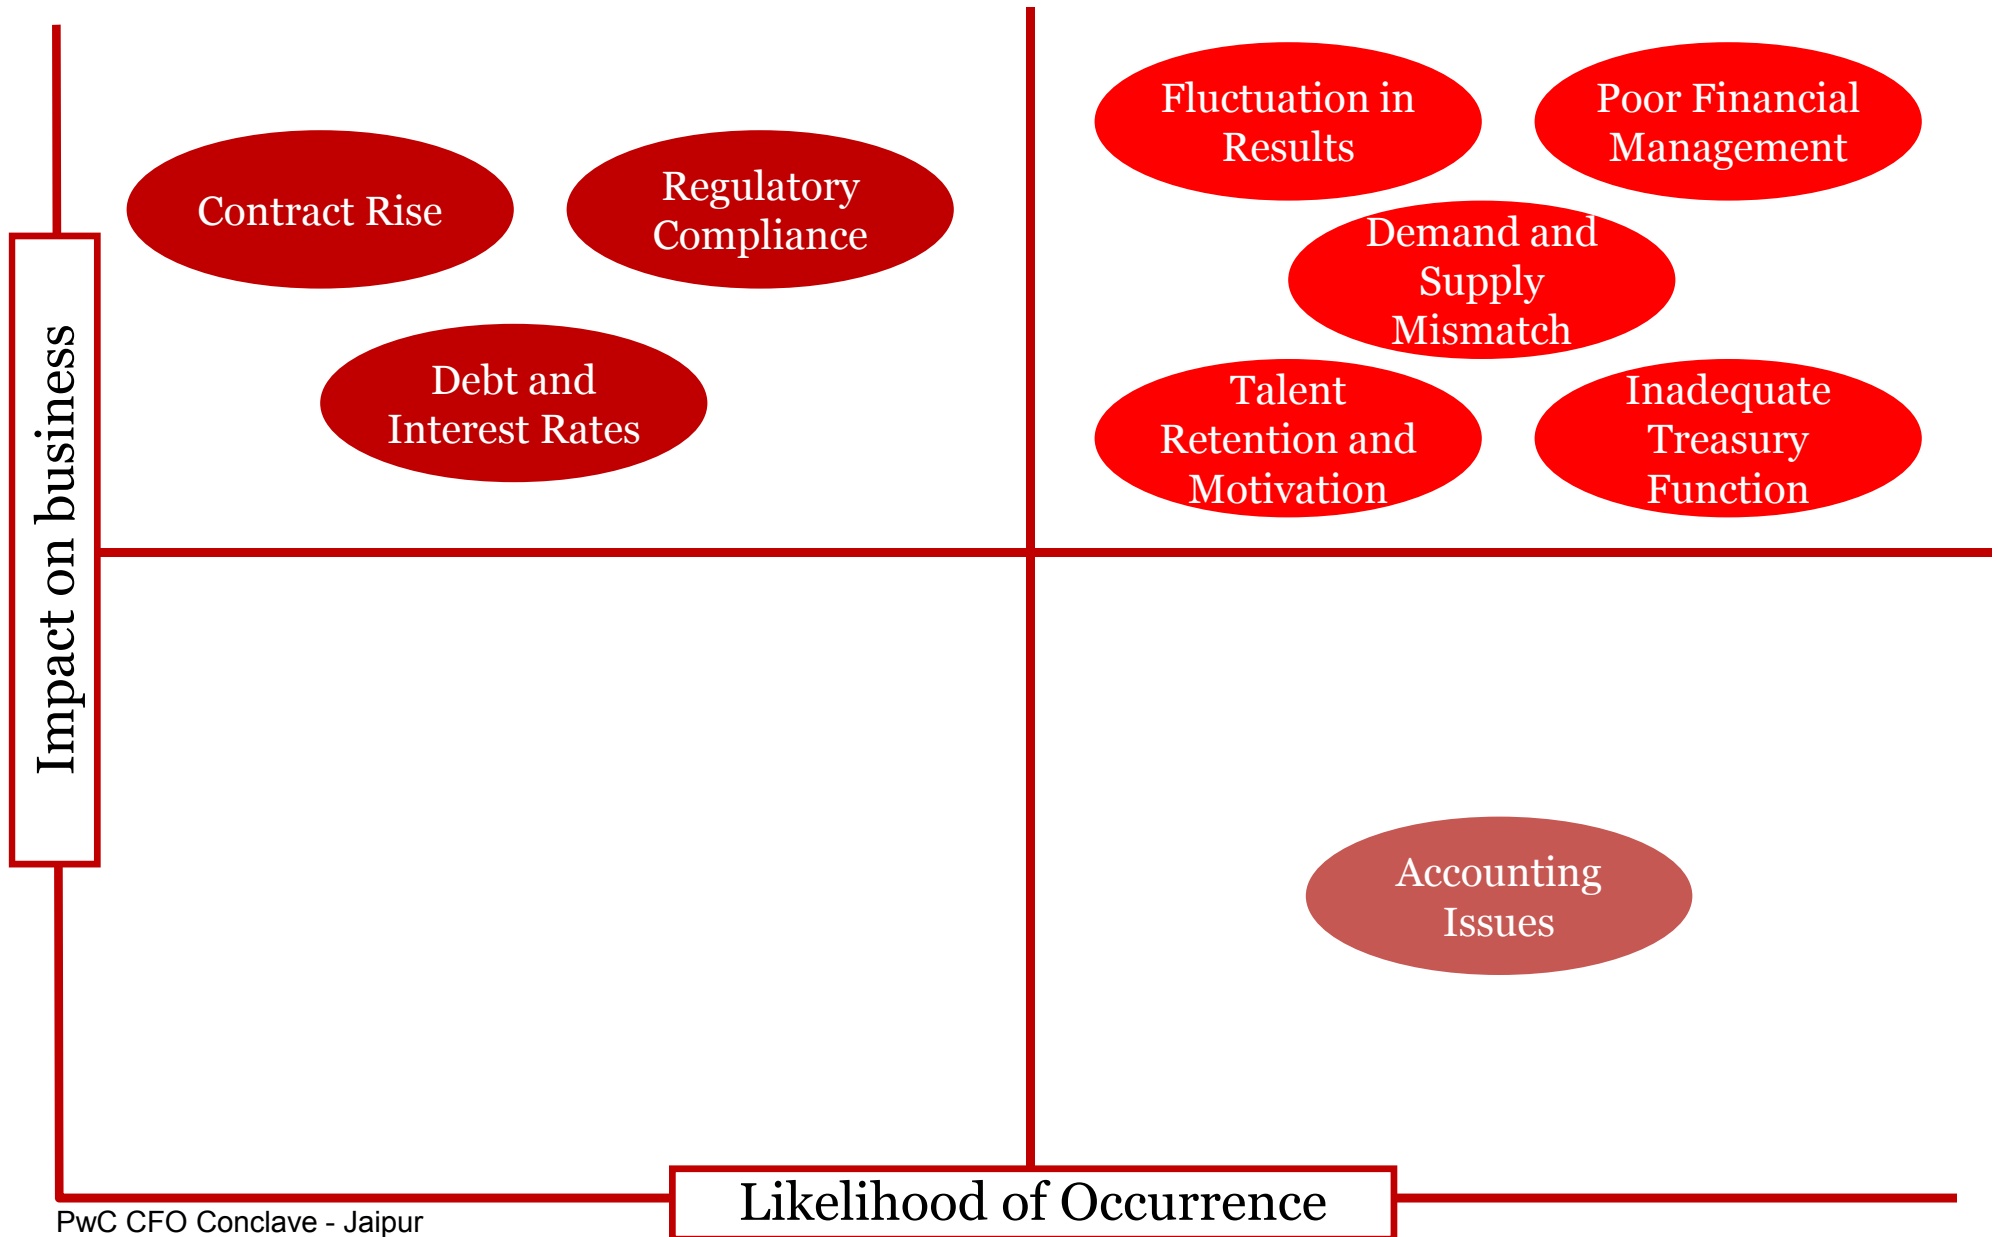 Fluctuation in
Results
Poor Financial
Management
Contract Rise
Regulatory
Compliance
Demand and
Supply
Mismatch
Debt and
Interest Rates
Talent
Retention and
Motivation
Inadequate
Treasury
Function
Impact on business
Accounting
Issues
Likelihood of Occurrence
PwC CFO Conclave - Jaipur